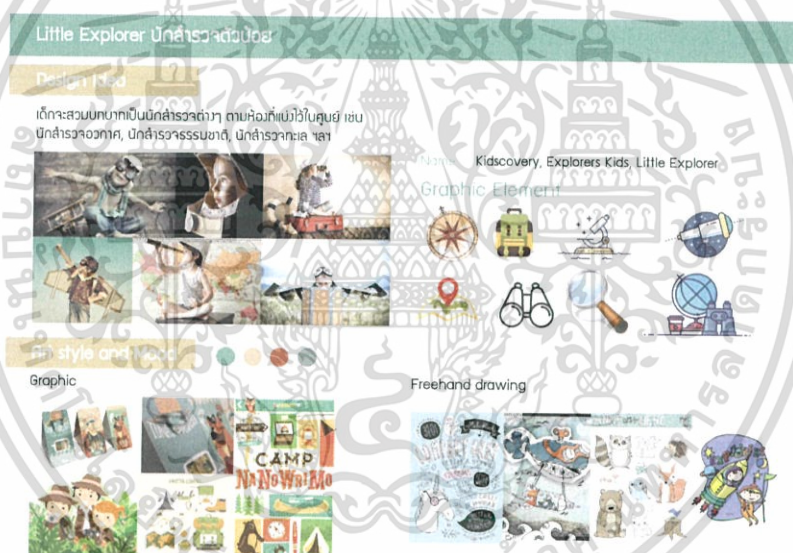 Little Explorer นักสำรวจตัวน้อย
Design Idea
เด็กจะสวมบทบาทเป็นนักสำรวจต่างๆ ตามห้องที่แบ่งไว้ในศูนย์ เช่น
นักสำรวจอวกาศ, นักสำรวจธรรมชาติ, นักสำรวจทะเล ฯลฯ
Name Kidscovery, Explorers Kids, Little Explorer
Graphic Element
Art style and Mood
Graphic
Freehand drawing
CAMP
NaNoWriMo